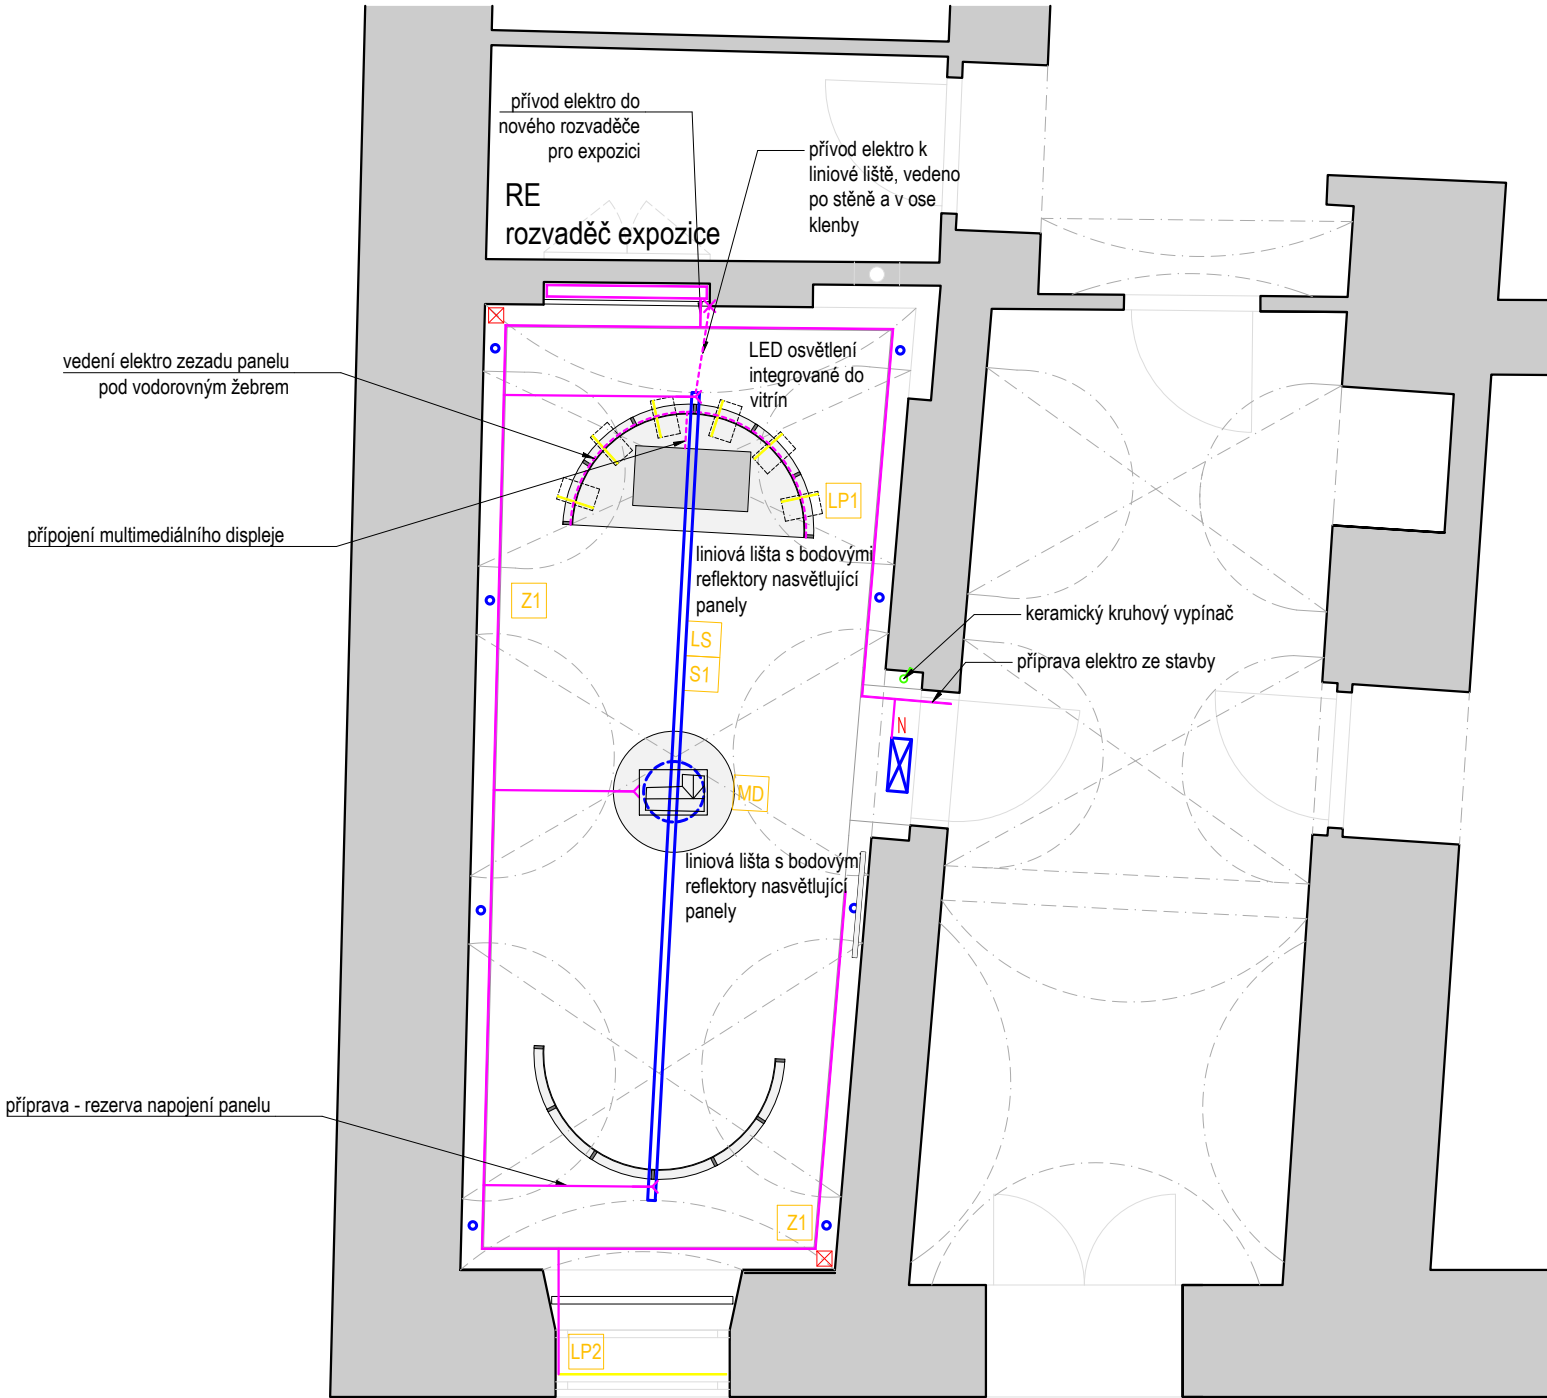 přívod elektro do
nového rozvaděče
pro expozici
přívod elektro k
liniové liště, vedeno
po stěně a v ose
klenby
RE
rozvaděč expozice
LED osvětlení
integrované do
vitrín
vedení elektro zezadu panelu
pod vodorovným žebrem
LP1
přípojení multimediálního displeje
liniová lišta s bodovými
reflektory nasvětlující
panely
Z1
LS
S1
keramický kruhový vypínač
příprava elektro ze stavby
N
MD
liniová lišta s bodovými
reflektory nasvětlující
panely
příprava - rezerva napojení panelu
Z1
LP2